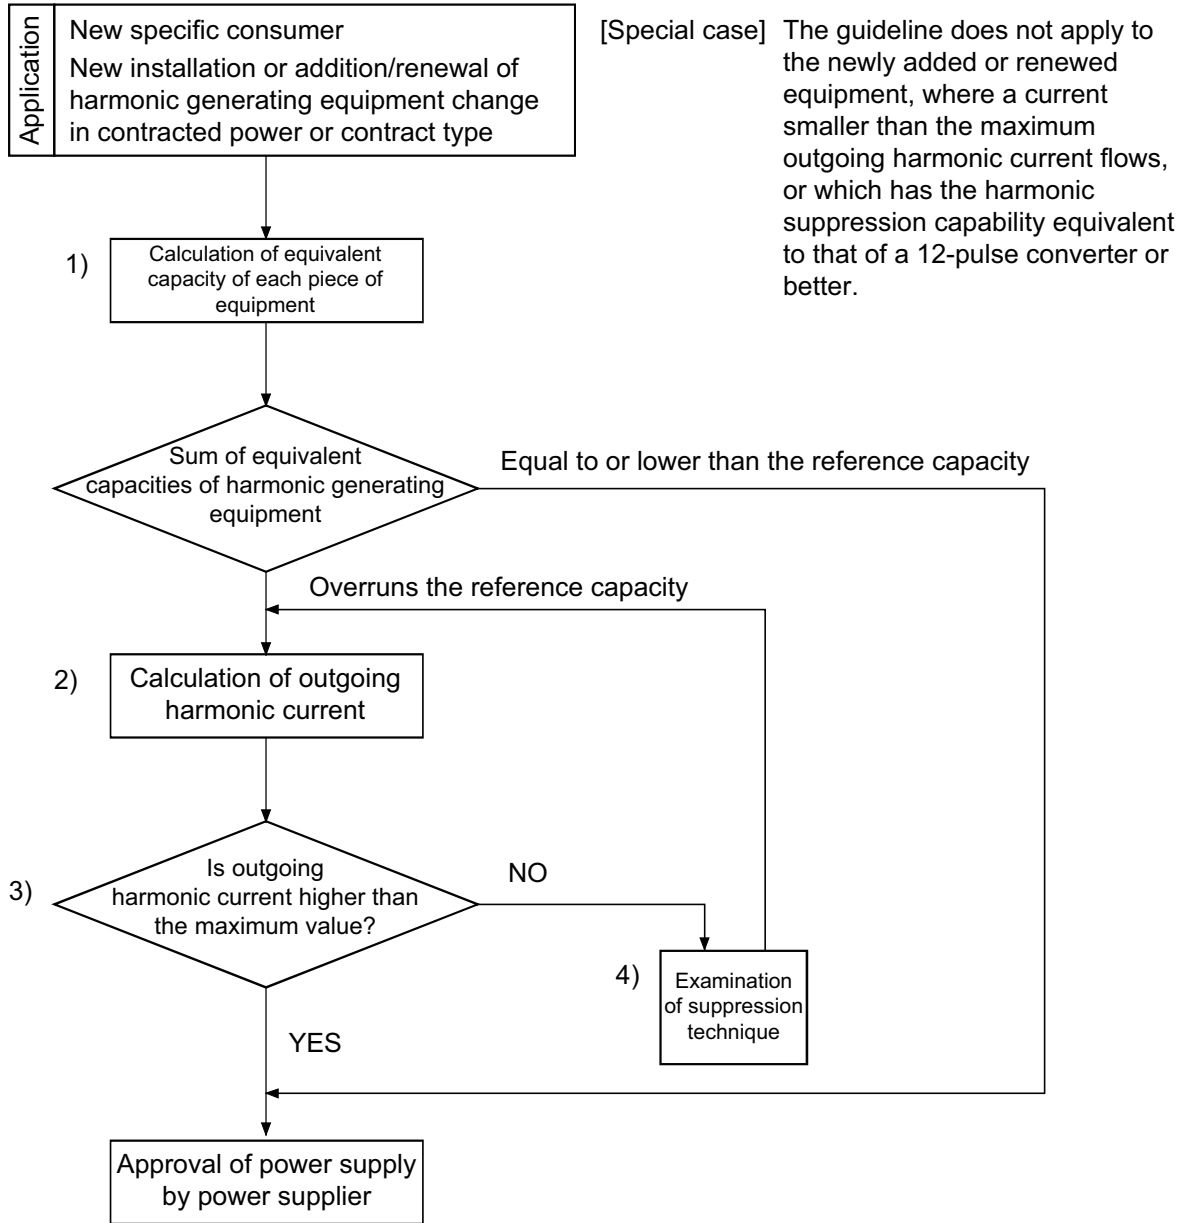 Application
New specific consumer
New installation or addition/renewal of
harmonic generating equipment change
in contracted power or contract type
[Special case] The guideline does not apply to
the newly added or renewed
equipment, where a current
smaller than the maximum
outgoing harmonic current flows,
or which has the harmonic
suppression capability equivalent
to that of a 12-pulse converter or
better.
1)
Calculation of equivalent
capacity of each piece of
equipment
Sum of equivalent
capacities of harmonic generating
equipment
Equal to or lower than the reference capacity
Overruns the reference capacity
2)
Calculation of outgoing
harmonic current
3)
Is outgoing
harmonic current higher than
the maximum value?
NO
4)
Examination
of suppression
technique
YES
Approval of power supply
by power supplier